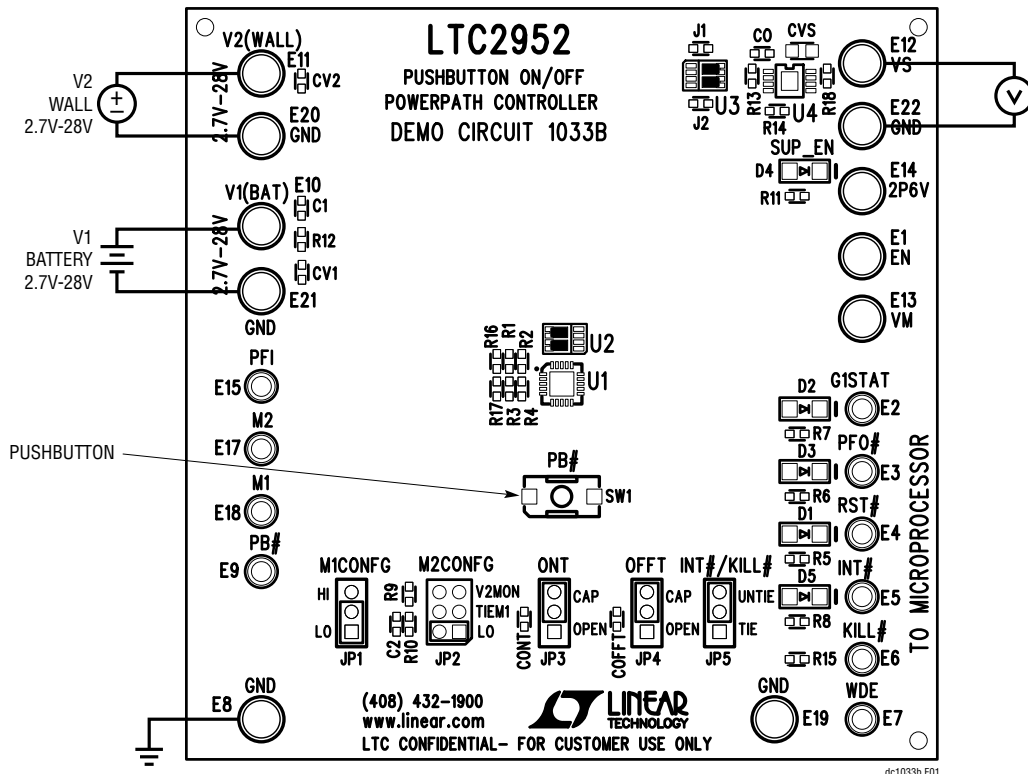 LTC2952
PUSHBUTTON ON/OFF
POWERPATH CONTROLLER
DEMO CIRCUIT 1033B
V2
WALL
2.7V-28V
V2(WALL)
E11
CV2
2.7V-28V
E20
GND
V1
BATTERY
2.7V-28V
V1(BAT)
E10
C1
R12
CV1
2.7V-28V
E21
GND
J1
J2
U3
CO
CVS
R13
R18
U4
R14
SUP_EN
D4
R11
E12
VS
E22
GND
V
E14
2P6V
E1
EN
E13
VM
PFI
E15
M2
E17
M1
E18
PB#
E9
PUSHBUTTON
R16
R1
R2
U2
U1
R17
R3
R4
PB#
SW1
D2
G1STAT
E2
R7
D3
PFO#
E3
R6
D1
RST#
E4
R5
D5
INT#
E5
R8
KILL#
R15
E6
WDE
E7
TO MICROPROCESSOR
M1CONFG
HI
LO
JP1
M2CONFG
R9
C2
R10
V2MON
TIEM1
LO
JP2
ONT
CAP
OPEN
CONT
JP3
OFFT
CAP
OPEN
COFFT
JP4
INT#/KILL#
UNTIE
TIE
JP5
GND
E8
GND
E19
(408) 432-1900
www.linear.com
LINEAR
TECHNOLOGY
LTC CONFIDENTIAL- FOR CUSTOMER USE ONLY
dc1033b F01